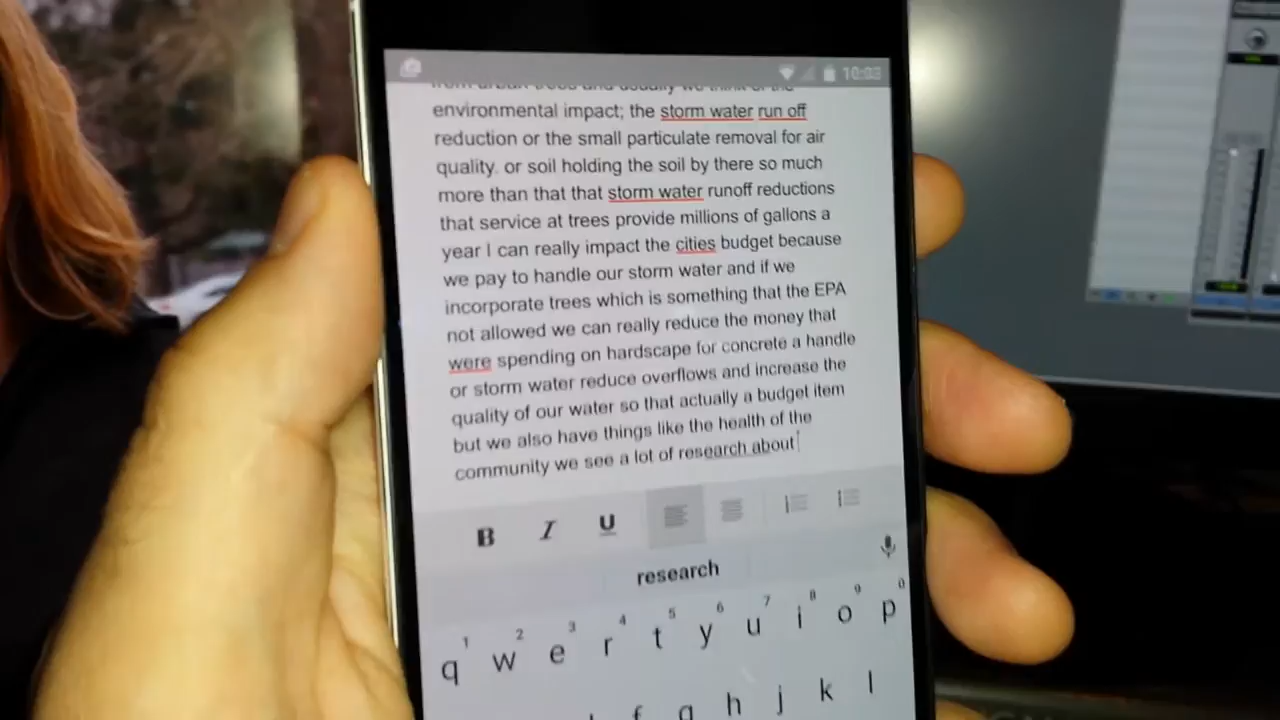 10:03
environmental impact; the storm water run off
reduction or the small particulate removal for air
quality. or soil holding the soil by there so much
more than that that storm water runoff reductions
that service at trees provide millions of gallons a
year I can really impact the cities budget because
we pay to handle our storm water and if we
incorporate trees which is something that the EPA
not allowed we can really reduce the money that
were spending on hardscape for concrete a handle
or storm water reduce overflows and increase the
quality of our water so that actually a budget item
but we also have things like the health of the
community we see a lot of research about
B I U
research
1 2 3 4 5 6 7 8 9 0
q w e r t y u i o p
f g h j k l